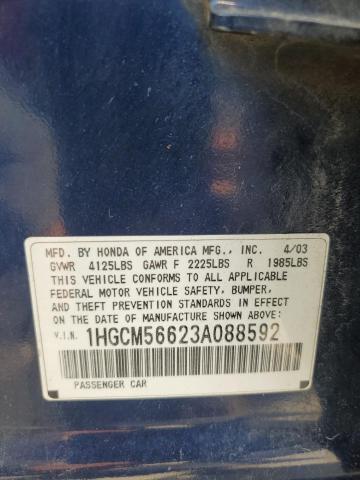 MFD. BY HONDA OF AMERICA MFG., INC. 4/03
GVWR 4125LBS GAWR F 2225LBS R 1985LBS
THIS VEHICLE CONFORMS TO ALL APPLICABLE
FEDERAL MOTOR VEHICLE SAFETY, BUMPER,
AND THEFT PREVENTION STANDARDS IN EFFECT
ON THE DATE OF MANUFACTURE SHOWN ABOVE:
V.I.N. 1HGCM56623A088592
PASSENGER CAR